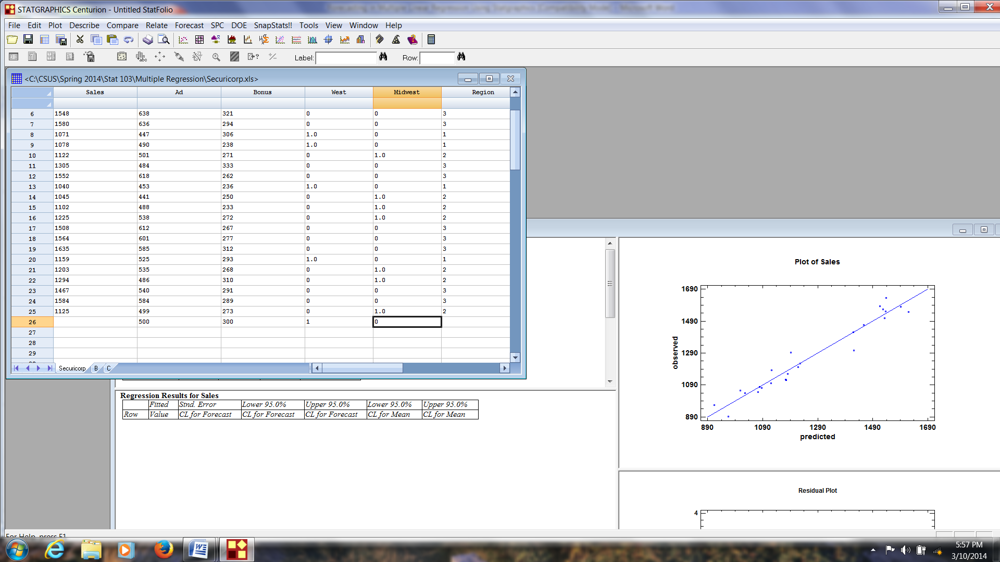 STATGRAPHICS Centurion - Untitled StatFolio
File Edit Plot Describe Compare Relate Forecast SPC DOE SnapStats!! Tools View Window Help
Label: Row:
<C:\CSUS\Spring 2014\Stat 103\Multiple Regression\Securicorp.xls>
Sales Ad Bonus West Midwest Region
6 1548 638 321 0 0 3
7 1580 636 294 0 0 3
8 1071 447 306 1.0 0 1
9 1078 490 238 1.0 0 1
10 1122 501 271 0 1.0 2
11 1305 484 333 0 0 3
12 1552 618 262 0 0 3
13 1040 453 236 1.0 0 1
14 1045 441 250 0 1.0 2
15 1102 488 233 0 1.0 2
16 1225 538 272 0 1.0 2
17 1508 612 267 0 0 3
18 1564 601 277 0 0 3
19 1635 585 312 0 0 3
20 1159 525 293 1.0 0 1
21 1203 535 268 0 1.0 2
22 1294 486 310 0 1.0 2
23 1467 540 291 0 0 3
24 1584 584 289 0 0 3
25 1125 499 273 0 1.0 2
26 500 300 1 0
27
28
29
Securicorp B C
Regression Results for Sales
Fitted Stnd. Error Lower 95.0% Upper 95.0% Lower 95.0% Upper 95.0%
Row Value CL for Forecast CL for Forecast CL for Forecast CL for Mean CL for Mean
Plot of Sales
observed
1690
1490
1290
1090
890
890 1090 1290 1490 1690
predicted
Residual Plot
4
For Help, press F1
5:57 PM
3/10/2014